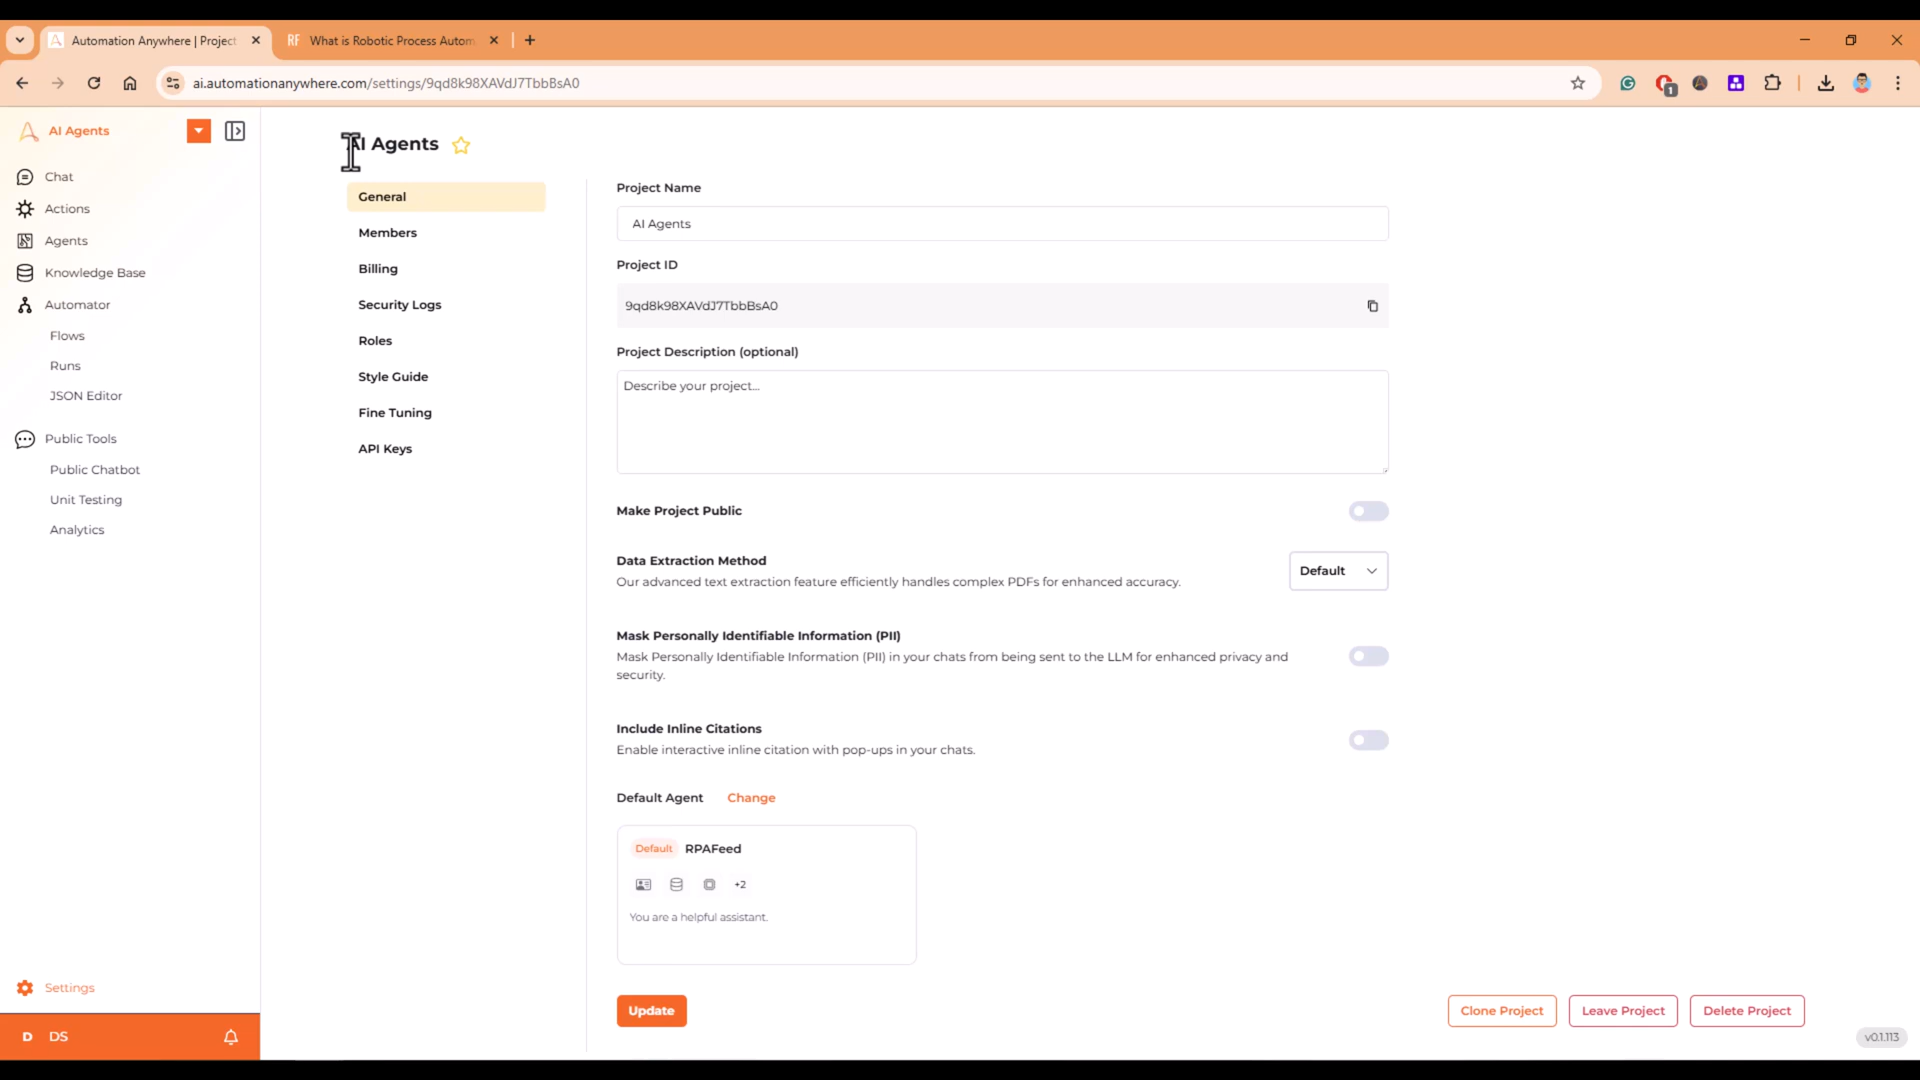 Automation Anywhere | Project
RF What is Robotic Process Autom
ai.automationanywhere.com/settings/9qd8k98XAVdJ7TbbBsA0
1
AI Agents
Chat
Actions
Agents
Knowledge Base
Automator
Flows
Runs
JSON Editor
Public Tools
Public Chatbot
Unit Testing
Analytics
Settings
D DS
AI Agents
General
Members
Billing
Security Logs
Roles
Style Guide
Fine Tuning
API Keys
Project Name
AI Agents
Project ID
9qd8k98XAVdJ7TbbBsA0
Project Description (optional)
Describe your project...
Make Project Public
Data Extraction Method
Our advanced text extraction feature efficiently handles complex PDFs for enhanced accuracy.
Default
Mask Personally Identifiable Information (PII)
Mask Personally Identifiable Information (PII) in your chats from being sent to the LLM for enhanced privacy and
security.
Include Inline Citations
Enable interactive inline citation with pop-ups in your chats.
Default Agent Change
Default RPAFeed
+2
You are a helpful assistant.
Update
Clone Project
Leave Project
Delete Project
v0.1.113